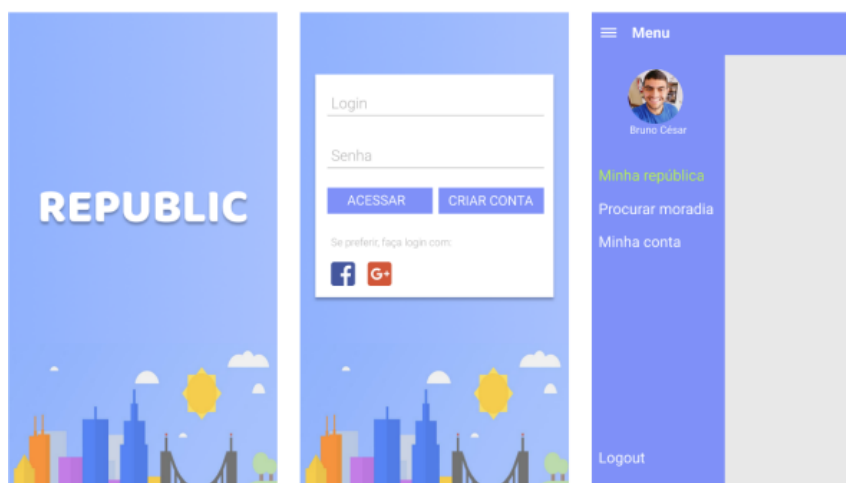 REPUBLIC
Login
Senha
ACESSAR
CRIAR CONTA
Se preferir, faça login com:
f
G+
Menu
Bruno César
Minha república
Procurar moradia
Minha conta
Logout